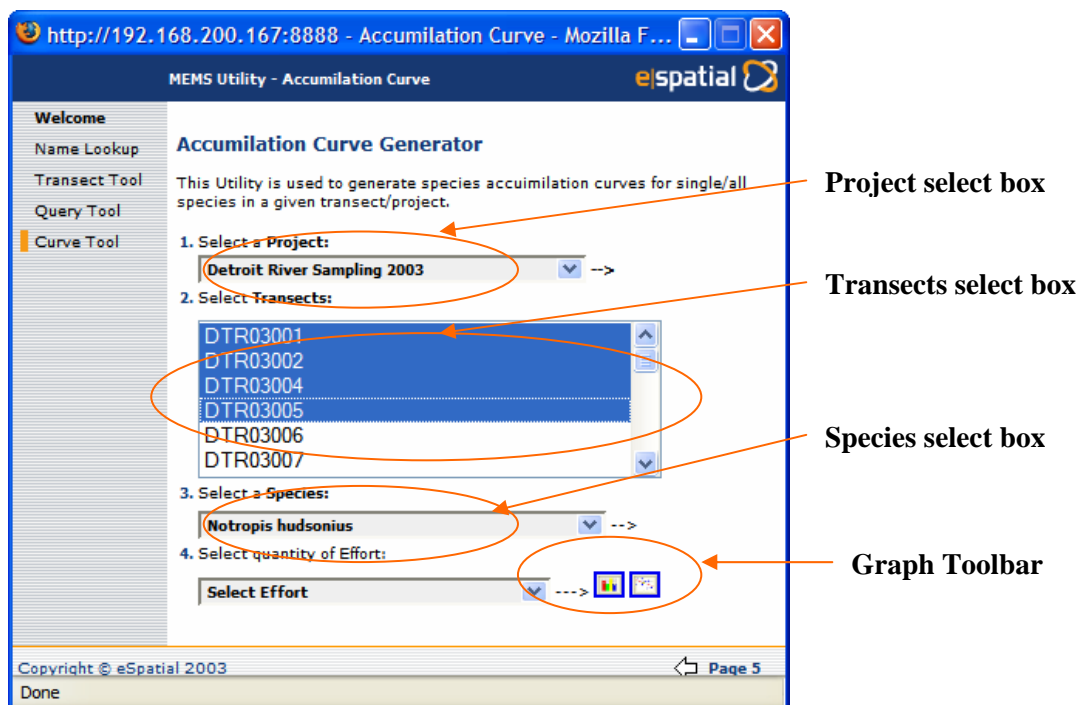 http://192.168.200.167:8888 - Accumilation Curve - Mozilla F...
MEMS Utility - Accumilation Curve
e|spatial
Welcome
Name Lookup
Transect Tool
Query Tool
Curve Tool
Accumilation Curve Generator
This Utility is used to generate species accuimilation curves for single/all
species in a given transect/project.
1. Select a Project:
Detroit River Sampling 2003 -->
2. Select Transects:
DTR03001
DTR03002
DTR03004
DTR03005
DTR03006
DTR03007
3. Select a Species:
Notropis hudsonius -->
4. Select quantity of Effort:
Select Effort --->
Copyright © eSpatial 2003
Page 5
Done
Project select box
Transects select box
Species select box
Graph Toolbar